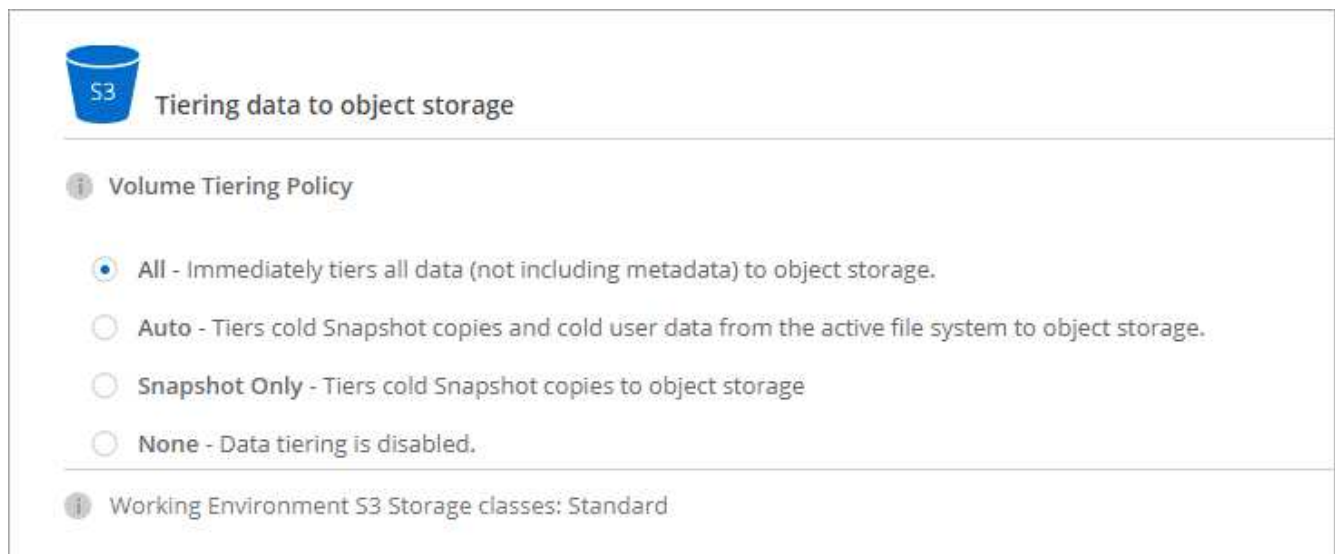 S3
Tiering data to object storage
Volume Tiering Policy
All - Immediately tiers all data (not including metadata) to object storage.
Auto - Tiers cold Snapshot copies and cold user data from the active file system to object storage.
Snapshot Only - Tiers cold Snapshot copies to object storage
None - Data tiering is disabled.
Working Environment S3 Storage classes: Standard